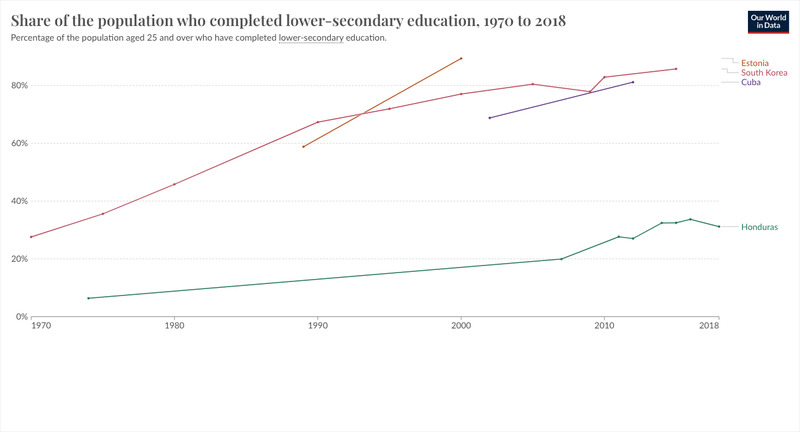 Share of the population who completed lower-secondary education, 1970 to 2018
Our World
in Data
Percentage of the population aged 25 and over who have completed lower-secondary education.
Estonia
South Korea
Cuba
80%
60%
40%
Honduras
20%
0%
1970 1980 1990 2000 2010 2018